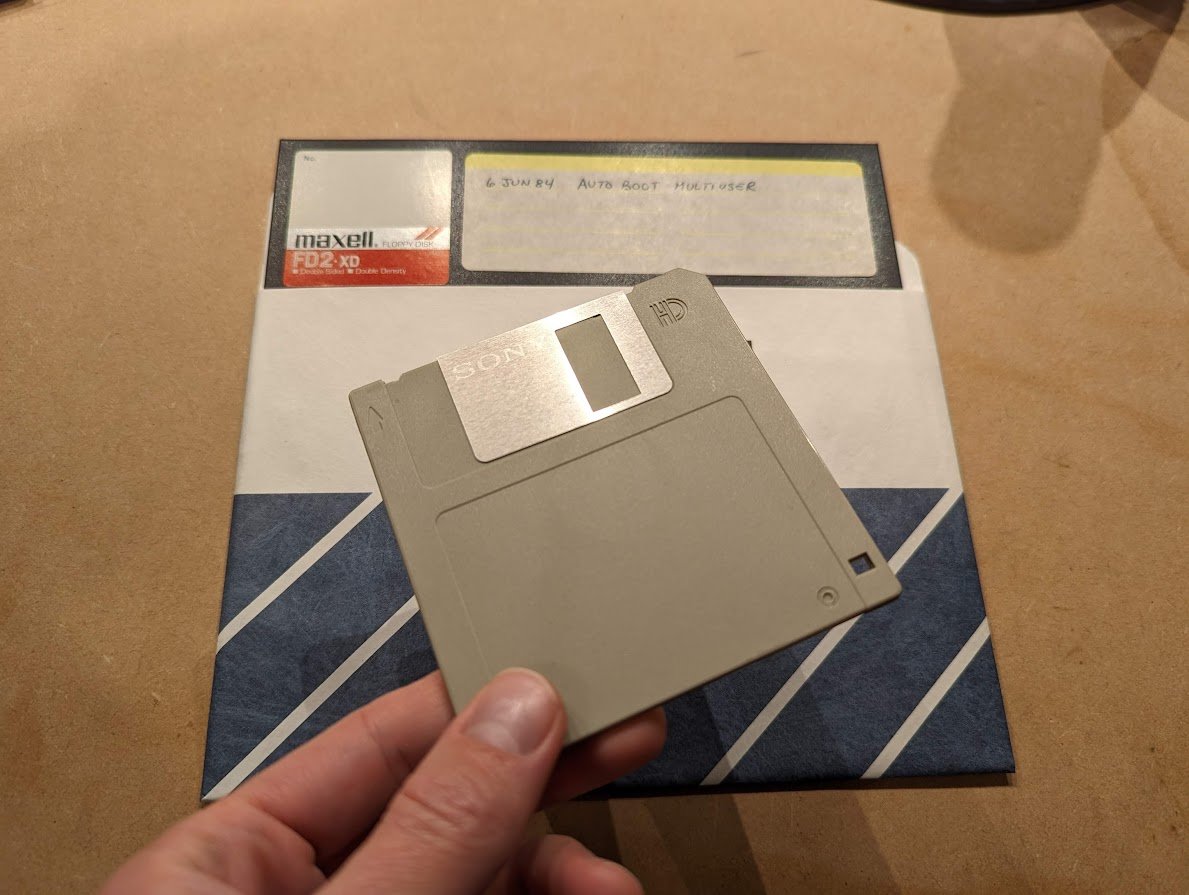 No.
maxell. FLOPPY DISK
FD2-XD
Double Sided Double Density
6 JUN 84 AUTO BOOT MULTIUSER
SONY
HD